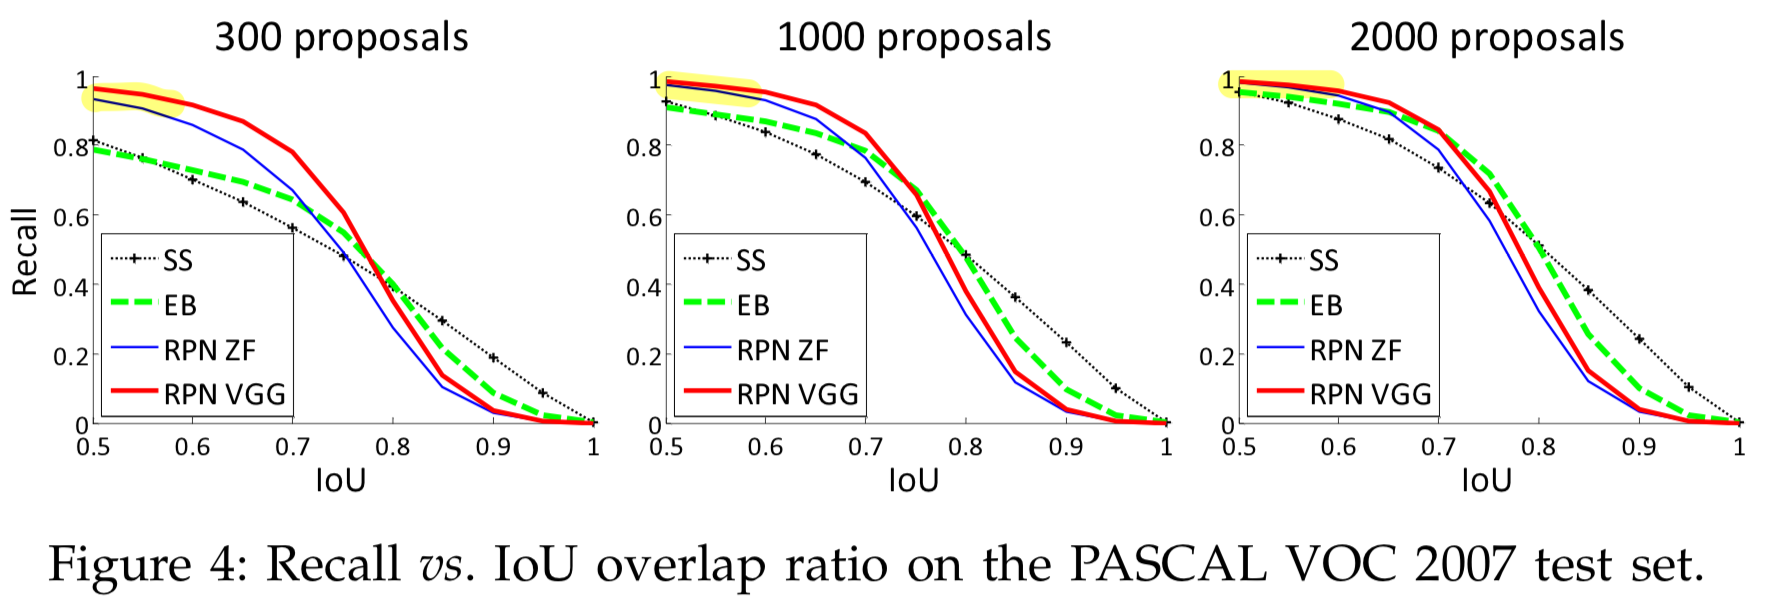 300 proposals
1000 proposals
2000 proposals
Recall
1
0.8
0.6
0.4
0.2
0
SS
EB
RPN ZF
RPN VGG
0.5 0.6 0.7 0.8 0.9 1
IoU
1
0.8
0.6
0.4
0.2
0
SS
EB
RPN ZF
RPN VGG
0.5 0.6 0.7 0.8 0.9 1
IoU
1
0.8
0.6
0.4
0.2
0
SS
EB
RPN ZF
RPN VGG
0.5 0.6 0.7 0.8 0.9 1
IoU
Figure 4: Recall vs. IoU overlap ratio on the PASCAL VOC 2007 test set.